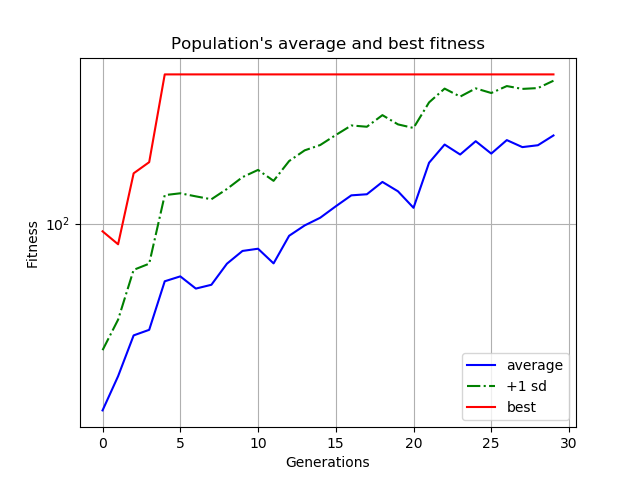 Population's average and best fitness
Fitness
10²
0 5 10 15 20 25 30
Generations
average
+1 sd
best